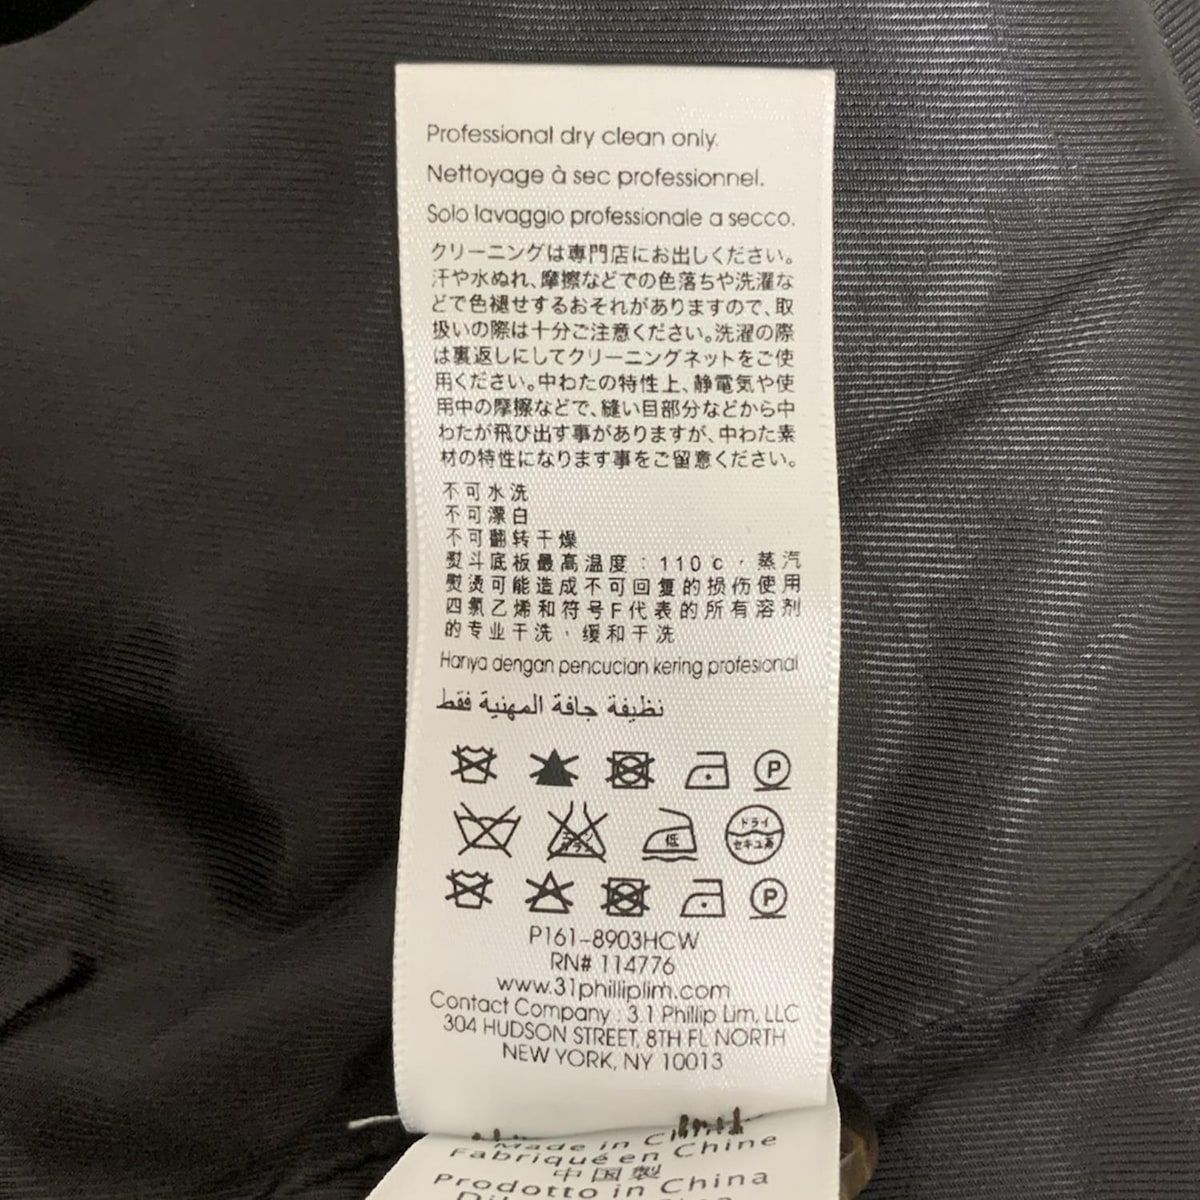 Professional dry clean only.
Nettoyage à sec professionnel.
Solo lavaggio professionale a secco.
クリーニングは専門店にお出しください。
汗や水ぬれ、摩擦などでの色落ちや洗濯な
どで色褪せするおそれがありますので、取
扱いの際は十分ご注意ください。洗濯の際
は裏返しにしてクリーニングネットをご使
用ください。中わたの特性上、静電気や使
用中の摩擦などで、縫い目部分などから中
わたが飛び出す事がありますが、中わた素
材の特性になります事をご留意ください。
不可水洗
不可漂白
不可翻转干燥
熨斗底板最高温度：110c，蒸汽
熨烫可能造成不可回复的损伤使用
四氯乙烯和符号F代表的所有溶剂
的专业干洗，缓和干洗
Hanya dengan pencucian kering profesional
نظيفة جافة المهنية فقط
P
低 ドライ
セキユ系
P
P161-8903HCW
RN# 114776
www.31philliplim.com
Contact Company : 3.1 Phillip Lim, LLC
304 HUDSON STREET, 8TH FL NORTH
NEW YORK, NY 10013
Made in
Fabriqué en Chine
中国製
Prodotto in China